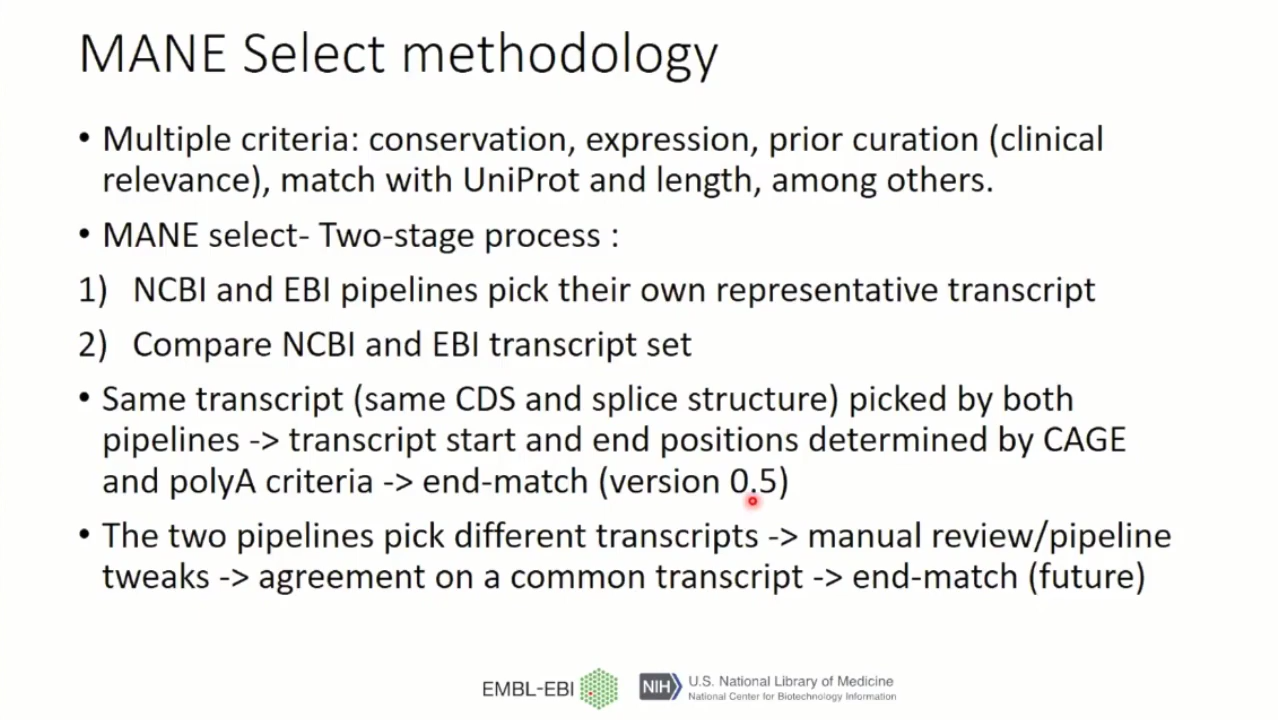 MANE Select methodology
• Multiple criteria: conservation, expression, prior curation (clinical
relevance), match with UniProt and length, among others.
• MANE select- Two-stage process :
1) NCBI and EBI pipelines pick their own representative transcript
2) Compare NCBI and EBI transcript set
• Same transcript (same CDS and splice structure) picked by both
pipelines -> transcript start and end positions determined by CAGE
and polyA criteria -> end-match (version 0.5)
• The two pipelines pick different transcripts -> manual review/pipeline
tweaks -> agreement on a common transcript -> end-match (future)
EMBL-EBI
NIH
U.S. National Library of Medicine
National Center for Biotechnology Information